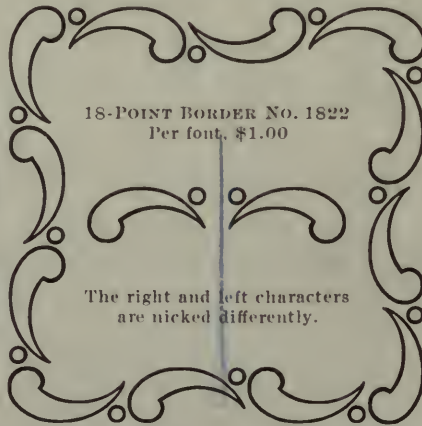 18-POINT BORDER NO. 1822
Per font, $1.00
The right and left characters
are nicked differently.